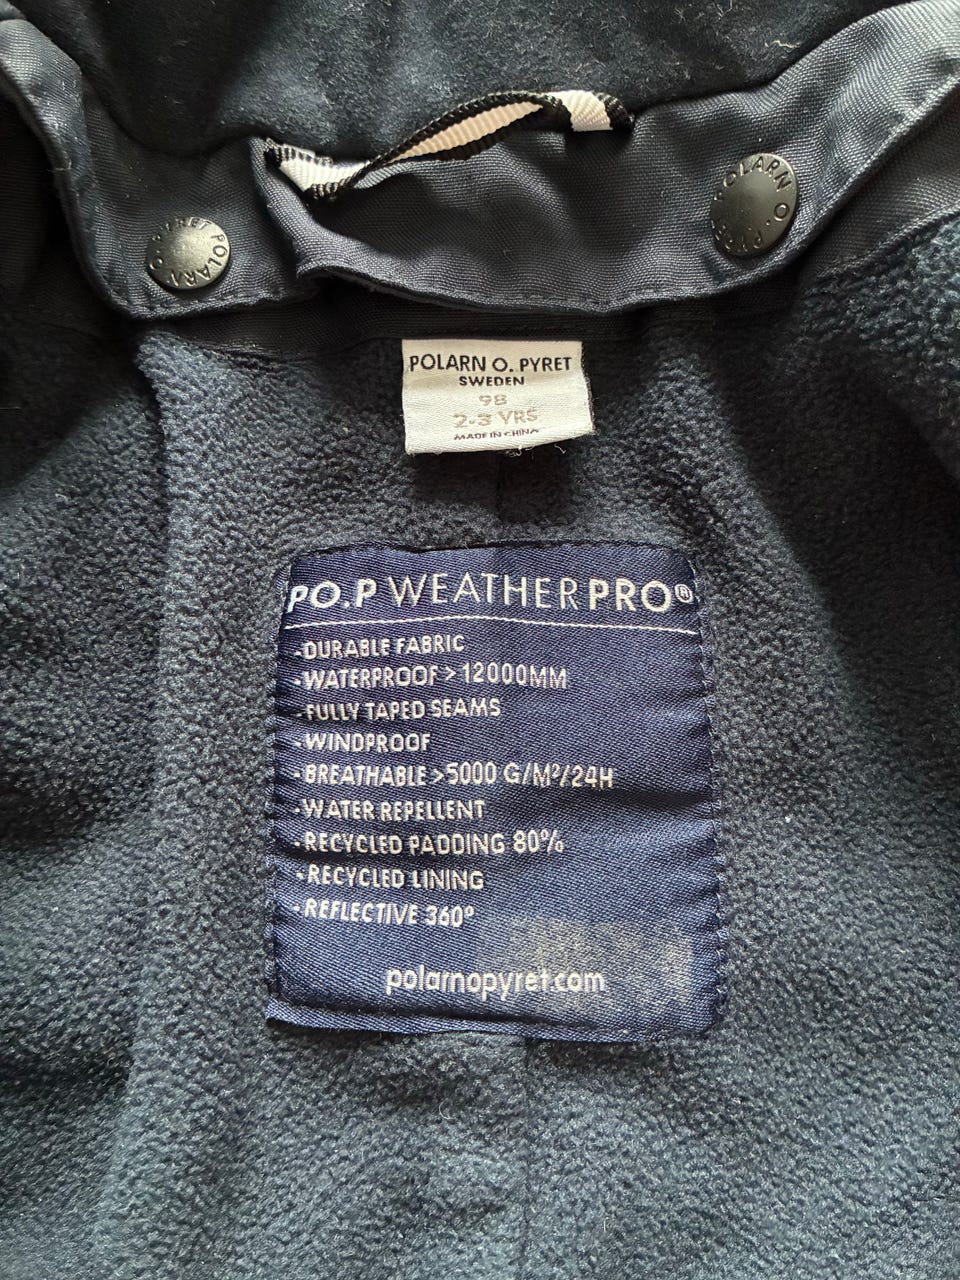 PYRET POLARN O.
POLARN O. PYRE
POLARN O. PYRET
SWEDEN
98
2-3 YRS
MADE IN CHINA
PO.P WEATHERPRO®
-DURABLE FABRIC
-WATERPROOF > 12000MM
-FULLY TAPED SEAMS
-WINDPROOF
-BREATHABLE >5000 G/M²/24H
-WATER REPELLENT
-RECYCLED PADDING 80%
-RECYCLED LINING
-REFLECTIVE 360°
polarnopyret.com